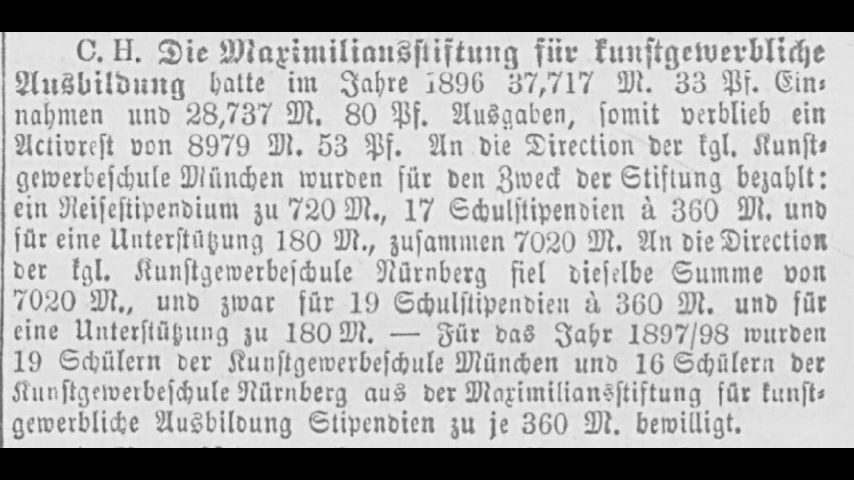 C. H. Die Maximiliansstiftung für kunstgewerbliche
Ausbildung hatte im Jahre 1896 37,717 M. 33 Pf. Ein-
nahmen und 28,737 M. 80 Pf. Ausgaben, somit verblieb ein
Activrest von 8979 M. 53 Pf. An die Direction der kgl. Kunst-
gewerbeschule München wurden für den Zweck der Stiftung bezahlt:
ein Reisestipendium zu 720 M., 17 Schulstipendien à 360 M. und
für eine Unterstützung 180 M., zusammen 7020 M. An die Direction
der kgl. Kunstgewerbeschule Nürnberg fiel dieselbe Summe von
7020 M., und zwar für 19 Schulstipendien à 360 M. und für
eine Unterstützung zu 180 M. — Für das Jahr 1897/98 wurden
19 Schülern der Kunstgewerbeschule München und 16 Schülern der
Kunstgewerbeschule Nürnberg aus der Maximiliansstiftung für kunst-
gewerbliche Ausbildung Stipendien zu je 360 M. bewilligt.